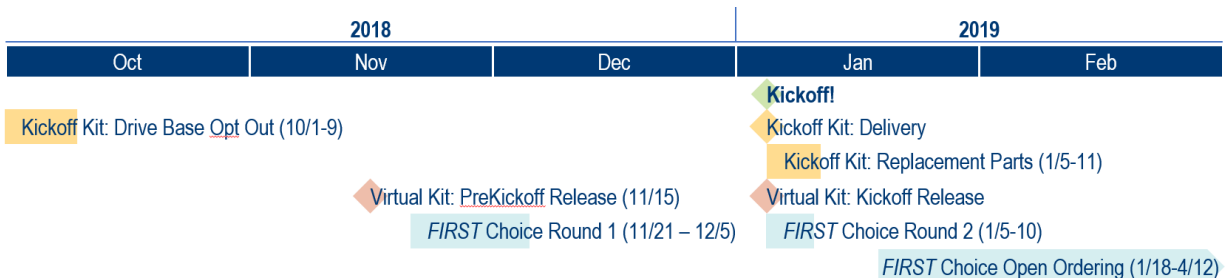 2018 2019
Oct Nov Dec Jan Feb
Kickoff!
Kickoff Kit: Drive Base Opt Out (10/1-9) Kickoff Kit: Delivery
Kickoff Kit: Replacement Parts (1/5-11)
Virtual Kit: PreKickoff Release (11/15) Virtual Kit: Kickoff Release
FIRST Choice Round 1 (11/21 – 12/5) FIRST Choice Round 2 (1/5-10)
FIRST Choice Open Ordering (1/18-4/12)